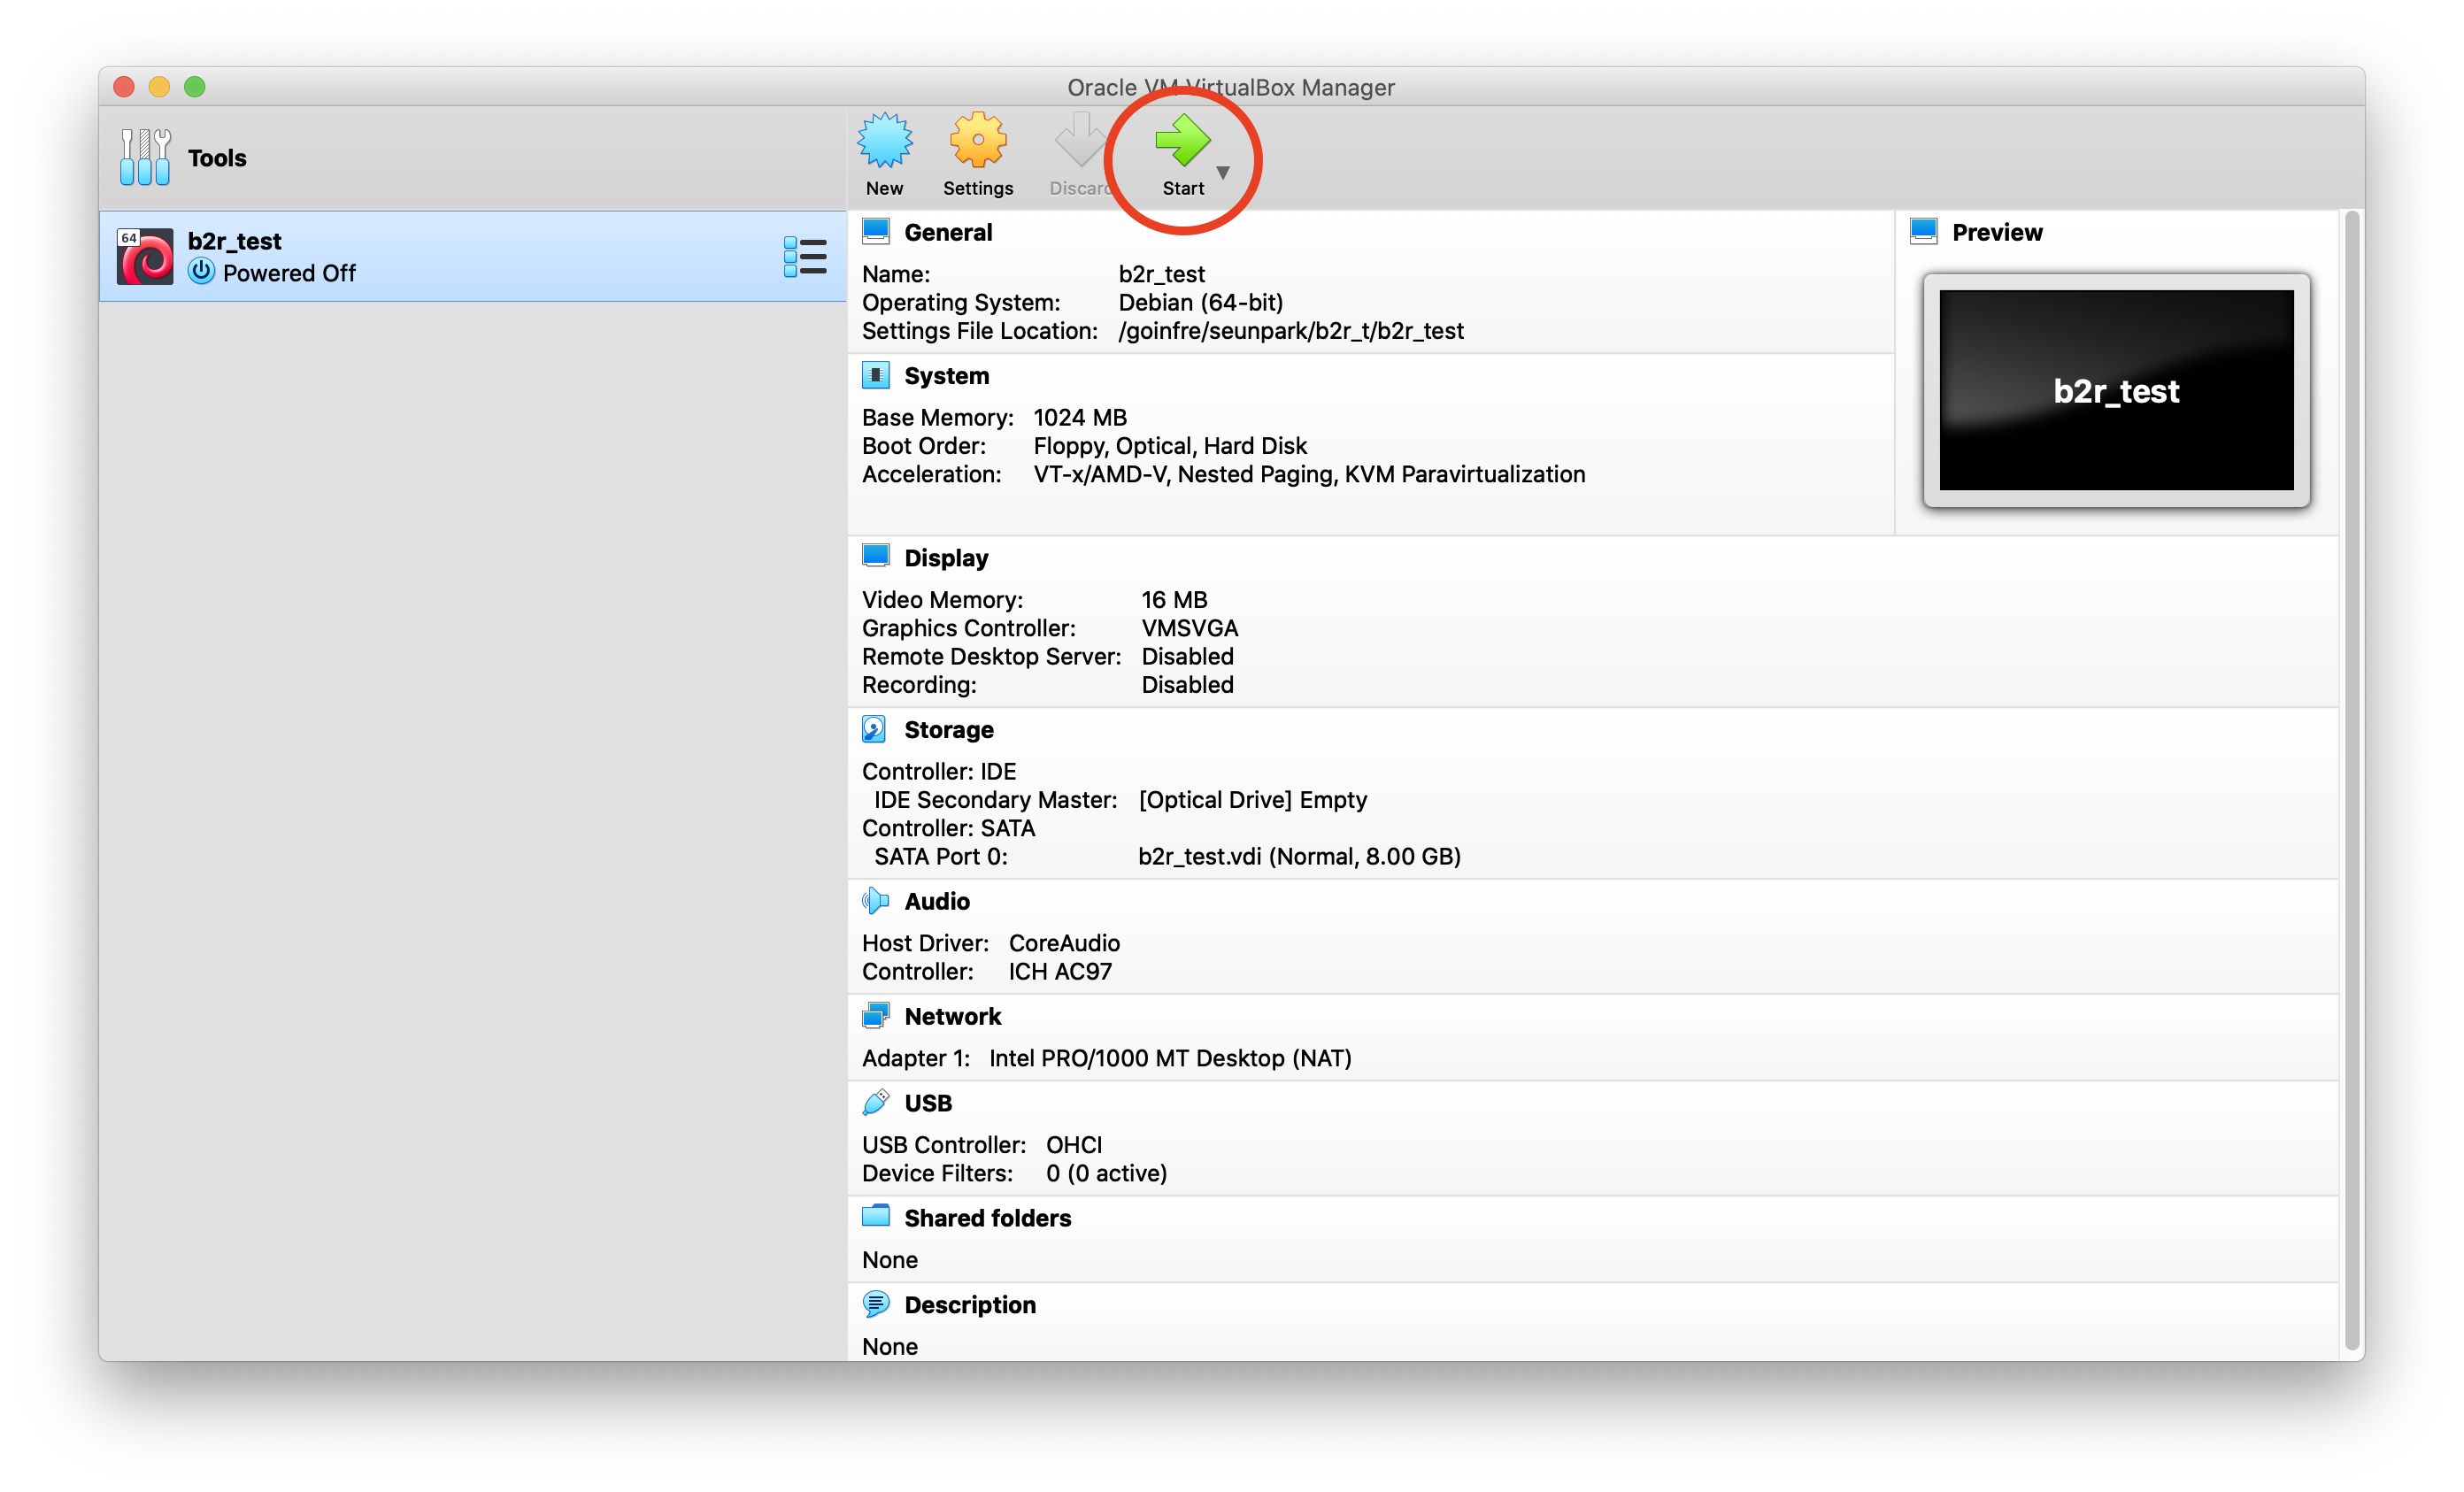 Oracle VM VirtualBox Manager
Tools
New
Settings
Discard
Start
64
b2r_test
Powered Off
General
Name: b2r_test
Operating System: Debian (64-bit)
Settings File Location: /goinfre/seunpark/b2r_t/b2r_test
Preview
b2r_test
System
Base Memory: 1024 MB
Boot Order: Floppy, Optical, Hard Disk
Acceleration: VT-x/AMD-V, Nested Paging, KVM Paravirtualization
Display
Video Memory: 16 MB
Graphics Controller: VMSVGA
Remote Desktop Server: Disabled
Recording: Disabled
Storage
Controller: IDE
IDE Secondary Master: [Optical Drive] Empty
Controller: SATA
SATA Port 0: b2r_test.vdi (Normal, 8.00 GB)
Audio
Host Driver: CoreAudio
Controller: ICH AC97
Network
Adapter 1: Intel PRO/1000 MT Desktop (NAT)
USB
USB Controller: OHCI
Device Filters: 0 (0 active)
Shared folders
None
Description
None